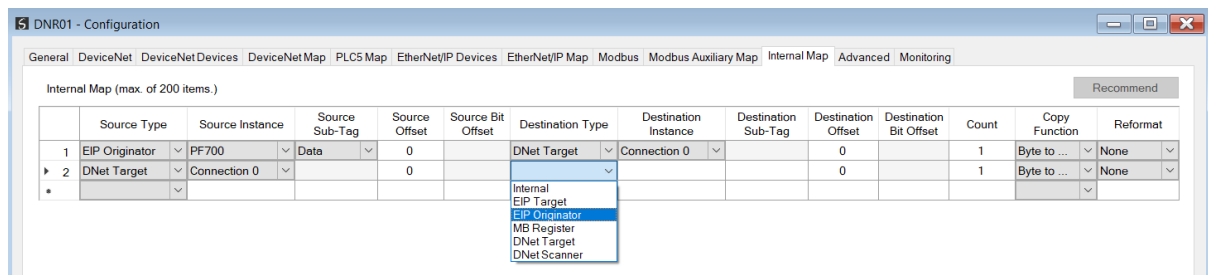 DNR01 - Configuration
General DeviceNet DeviceNet Devices DeviceNet Map PLC5 Map EtherNet/IP Devices EtherNet/IP Map Modbus Modbus Auxiliary Map Internal Map Advanced Monitoring
Internal Map (max. of 200 items.)
Recommend
Source Type Source Instance Source Sub-Tag Source Offset Source Bit Offset Destination Type Destination Instance Destination Sub-Tag Destination Offset Destination Bit Offset Count Copy Function Reformat
1 EIP Originator PF700 Data 0 DNet Target Connection 0 0 1 Byte to ... None
2 DNet Target Connection 0 0 0 1 Byte to ... None
Internal
EIP Target
EIP Originator
MB Register
DNet Target
DNet Scanner